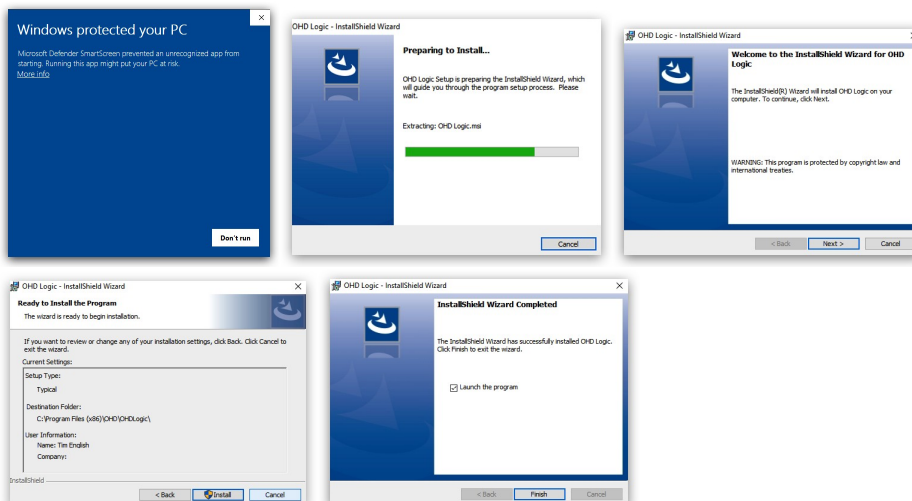 Windows protected your PC
Microsoft Defender SmartScreen prevented an unrecognized app from
starting. Running this app might put your PC at risk.
More info
Don't run
OHD Logic - InstallShield Wizard
Preparing to Install...
OHD Logic Setup is preparing the InstallShield Wizard, which
will guide you through the program setup process. Please
wait.
Extracting: OHD Logic.msi
Cancel
OHD Logic - InstallShield Wizard
Welcome to the InstallShield Wizard for OHD
Logic
The InstallShield(R) Wizard will install OHD Logic on your
computer. To continue, click Next.
WARNING: This program is protected by copyright law and
international treaties.
< Back
Next >
Cancel
OHD Logic - InstallShield Wizard
Ready to Install the Program
The wizard is ready to begin installation.
If you want to review or change any of your installation settings, click Back. Click Cancel to
exit the wizard.
Current Settings:
Setup Type:
Typical
Destination Folder:
C:\Program Files (x86)\OHD\OHDLogic\
User Information:
Name: Tim English
Company:
InstallShield
< Back
Install
Cancel
OHD Logic - InstallShield Wizard
InstallShield Wizard Completed
The InstallShield Wizard has successfully installed OHD Logic.
Click Finish to exit the wizard.
Launch the program
< Back
Finish
Cancel